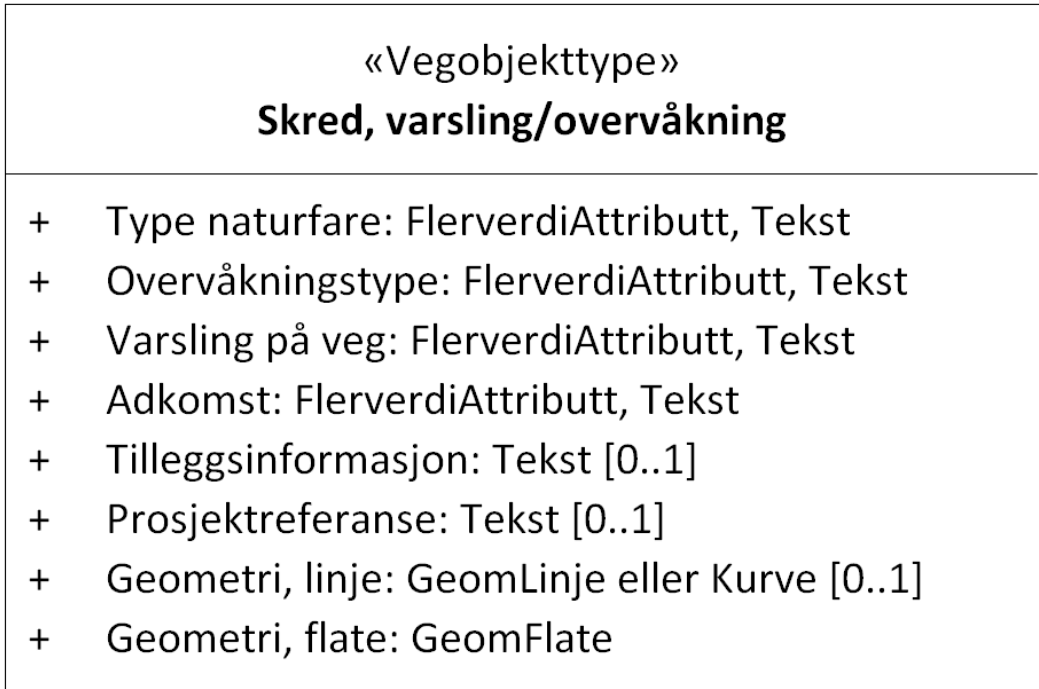 «Vegobjekttype»
Skred, varsling/overvåkning
+ Type naturfare: FlerverdiAttributt, Tekst
+ Overvåkningstype: FlerverdiAttributt, Tekst
+ Varsling på veg: FlerverdiAttributt, Tekst
+ Adkomst: FlerverdiAttributt, Tekst
+ Tilleggsinformasjon: Tekst [0..1]
+ Prosjektreferanse: Tekst [0..1]
+ Geometri, linje: GeomLinje eller Kurve [0..1]
+ Geometri, flate: GeomFlate